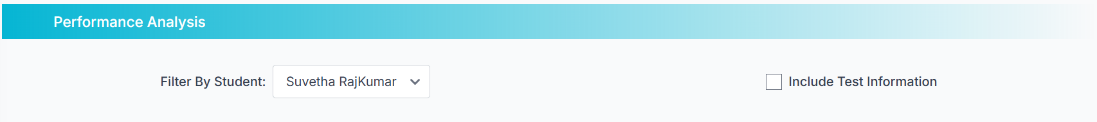 Performance Analysis
Filter By Student: Suvetha RajKumar Include Test Information